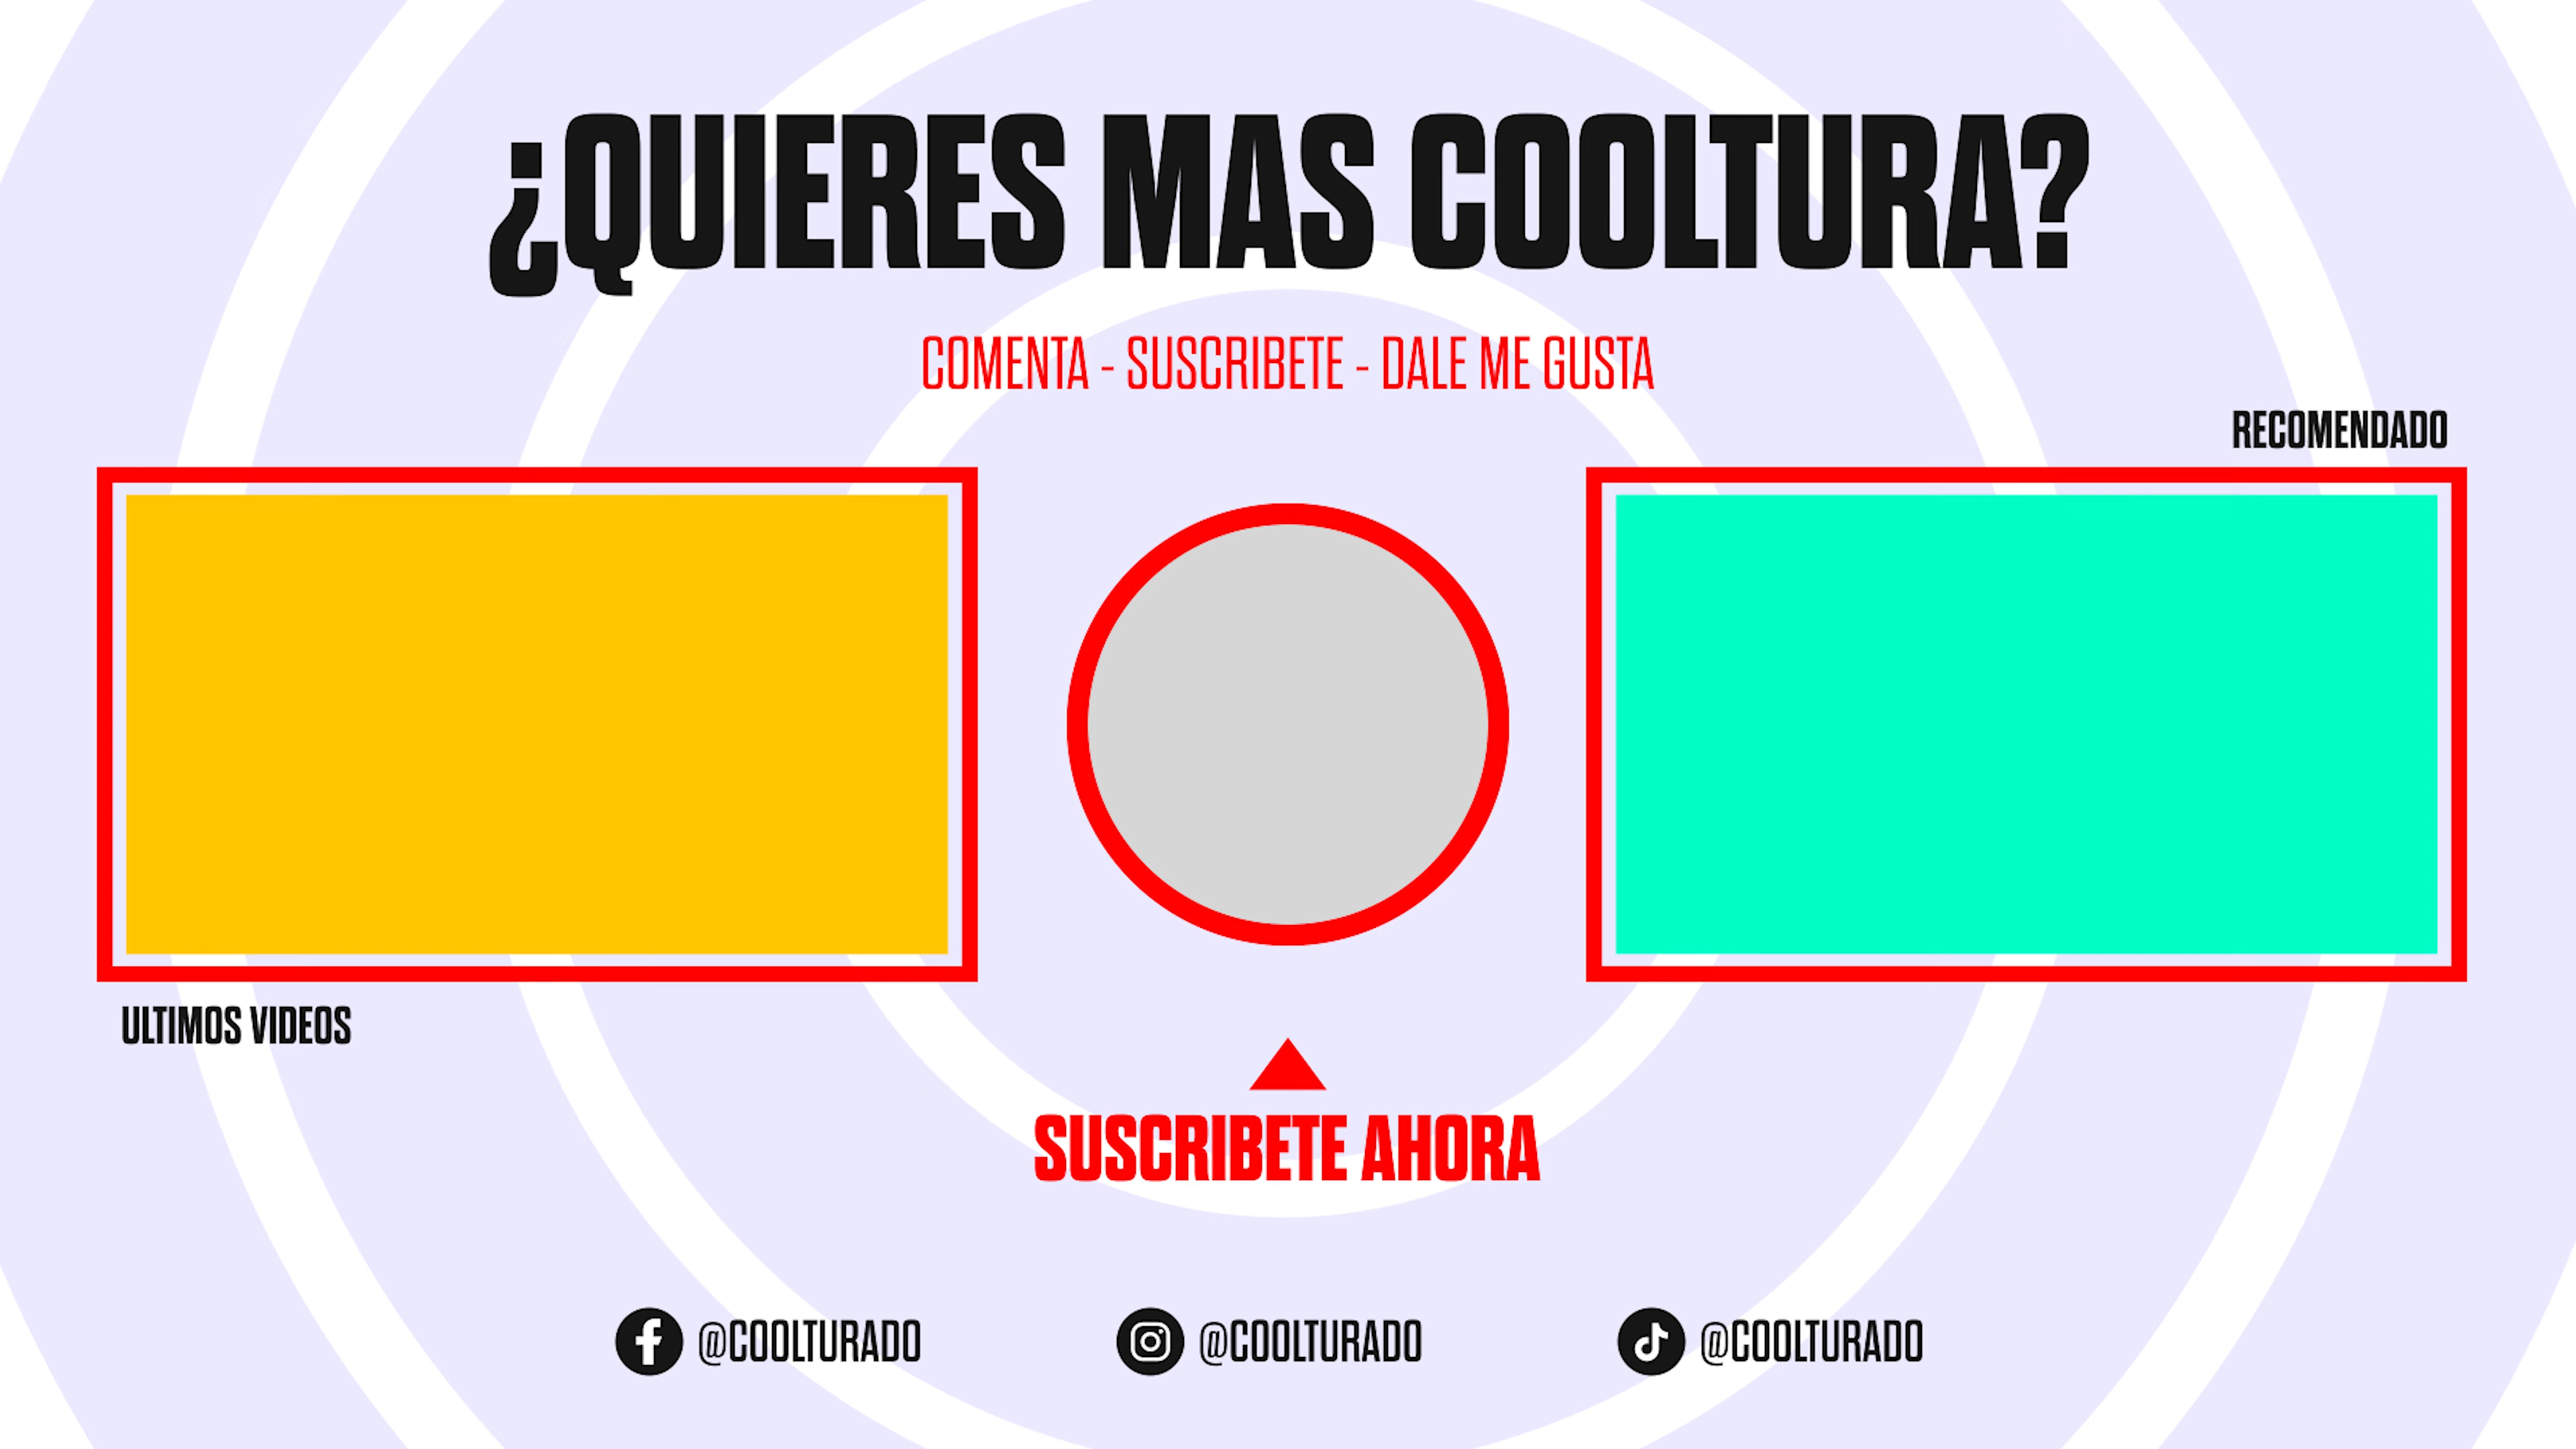 ¿QUIERES MAS COOLTURA?
COMENTA - SUSCRIBETE - DALE ME GUSTA
RECOMENDADO
ULTIMOS VIDEOS
SUSCRIBETE AHORA
@COOLTURADO
@COOLTURADO
@COOLTURADO